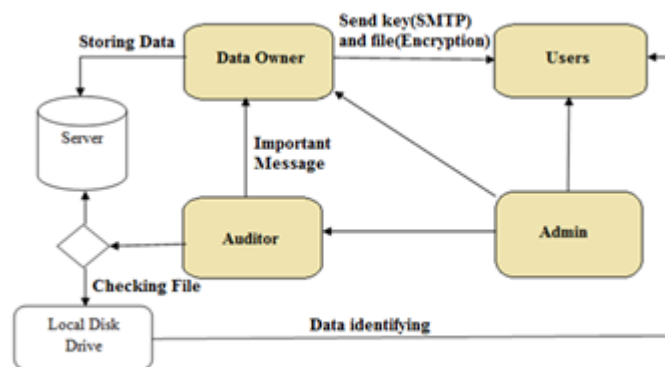 Send key(SMTP)
and file(Encryption)
Storing Data
Data Owner
Users
Server
Important
Message
Auditor
Admin
Checking File
Local Disk
Drive
Data identifying